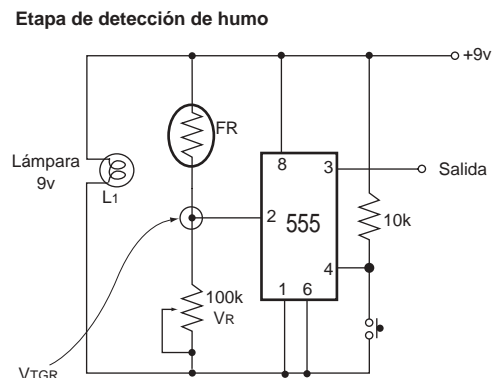 Etapa de detección de humo
+9v
FR
Lámpara
9v
L1
8
3
Salida
2
555
10k
4
1 6
100k
VR
VTGR